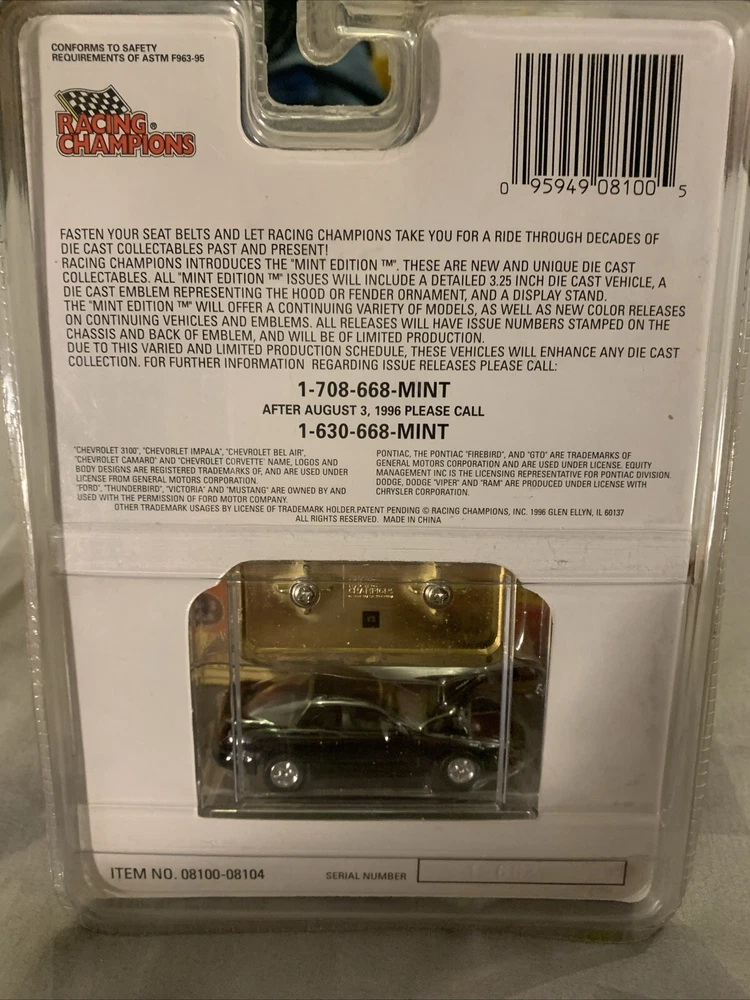 CONFORMS TO SAFETY
REQUIREMENTS OF ASTM F963-95
RACING®
CHAMPIONS
0 95949 08100 5
FASTEN YOUR SEAT BELTS AND LET RACING CHAMPIONS TAKE YOU FOR A RIDE THROUGH DECADES OF
DIE CAST COLLECTABLES PAST AND PRESENT!
RACING CHAMPIONS INTRODUCES THE "MINT EDITION ™". THESE ARE NEW AND UNIQUE DIE CAST
COLLECTABLES. ALL "MINT EDITION ™" ISSUES WILL INCLUDE A DETAILED 3.25 INCH DIE CAST VEHICLE, A
DIE CAST EMBLEM REPRESENTING THE HOOD OR FENDER ORNAMENT, AND A DISPLAY STAND.
THE "MINT EDITION ™" WILL OFFER A CONTINUING VARIETY OF MODELS, AS WELL AS NEW COLOR RELEASES
ON CONTINUING VEHICLES AND EMBLEMS. ALL RELEASES WILL HAVE ISSUE NUMBERS STAMPED ON THE
CHASSIS AND BACK OF EMBLEM, AND WILL BE OF LIMITED PRODUCTION.
DUE TO THIS VARIED AND LIMITED PRODUCTION SCHEDULE, THESE VEHICLES WILL ENHANCE ANY DIE CAST
COLLECTION. FOR FURTHER INFORMATION REGARDING ISSUE RELEASES PLEASE CALL:
1-708-668-MINT
AFTER AUGUST 3, 1996 PLEASE CALL
1-630-668-MINT
"CHEVROLET 3100", "CHEVORLET IMPALA", "CHEVROLET BEL AIR",
"CHEVROLET CAMARO" AND "CHEVROLET CORVETTE" NAME, LOGOS AND
BODY DESIGNS ARE REGISTERED TRADEMARKS OF, AND ARE USED UNDER
LICENSE FROM GENERAL MOTORS CORPORATION.
"FORD", "THUNDERBIRD", "VICTORIA" AND "MUSTANG" ARE OWNED BY AND
USED WITH THE PERMISSION OF FORD MOTOR COMPANY.
PONTIAC, THE PONTIAC "FIREBIRD", AND "GTO" ARE TRADEMARKS OF
GENERAL MOTORS CORPORATION AND ARE USED UNDER LICENSE. EQUITY
MANAGEMENT INC IS THE LICENSING REPRESENTATIVE FOR PONTIAC DIVISION.
DODGE, DODGE "VIPER" AND "RAM" ARE PRODUCED UNDER LICENSE WITH
CHRYSLER CORPORATION.
OTHER TRADEMARK USAGES BY LICENSE OF TRADEMARK HOLDER.PATENT PENDING © RACING CHAMPIONS, INC. 1996 GLEN ELLYN, IL 60137
ALL RIGHTS RESERVED. MADE IN CHINA
ITEM NO. 08100-08104
SERIAL NUMBER